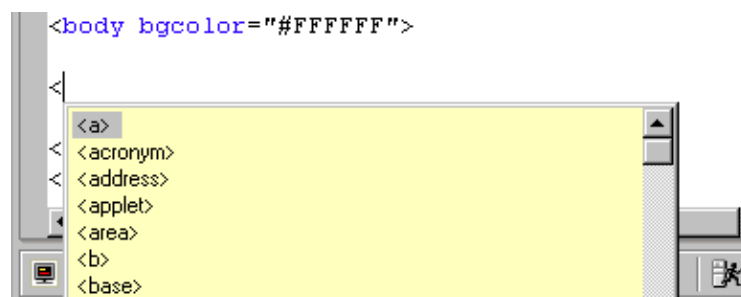 <body bgcolor="#FFFFFF">
<
<a>
<
<acronym>
<
<address>
<applet>
<area>
<b>
<base>